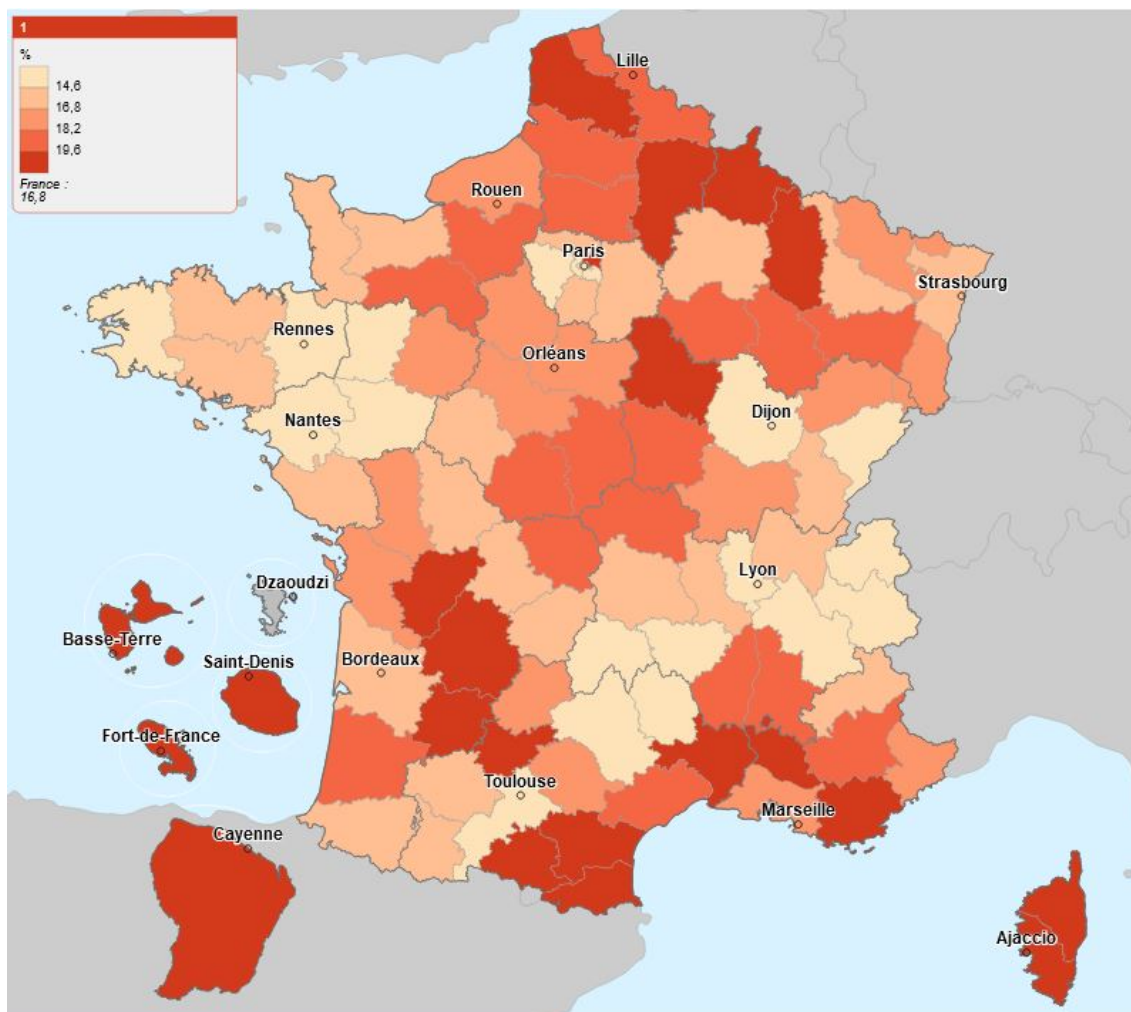 1
%
14,6
16,8
18,2
19,6
France :
16,8
Lille
Rouen
Paris
Strasbourg
Rennes
Orléans
Dijon
Nantes
Lyon
Dzaoudzi
Basse-Terre
Saint-Denis
Bordeaux
Fort-de-France
Toulouse
Marseille
Cayenne
Ajaccio